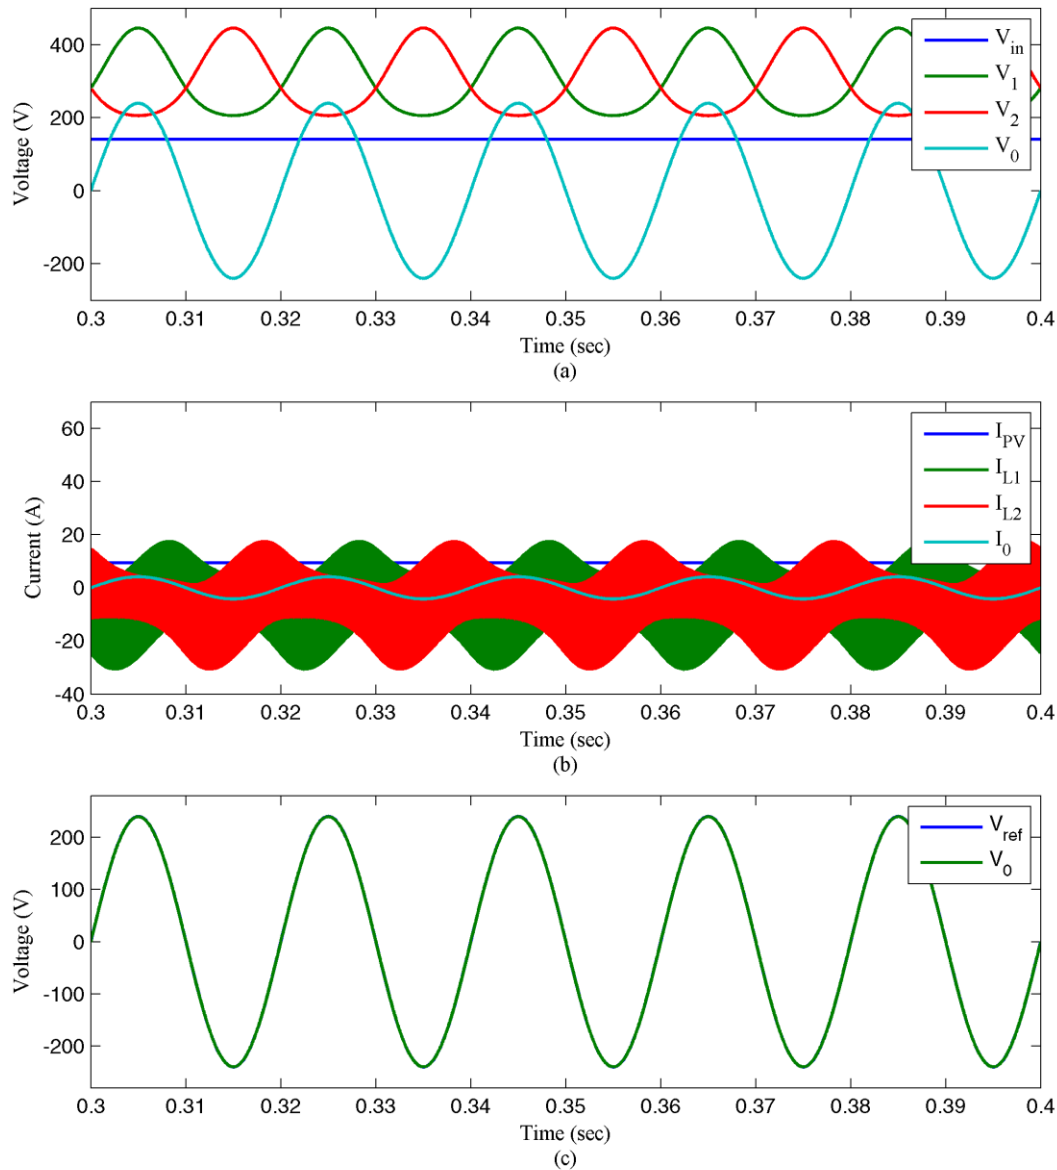 400
200
0
-200
Voltage (V)
V_in
V_1
V_2
V_0
0.3 0.31 0.32 0.33 0.34 0.35 0.36 0.37 0.38 0.39 0.4
Time (sec)
(a)
60
40
20
0
-20
-40
Current (A)
I_PV
I_L1
I_L2
I_0
0.3 0.31 0.32 0.33 0.34 0.35 0.36 0.37 0.38 0.39 0.4
Time (sec)
(b)
200
100
0
-100
-200
Voltage (V)
V_ref
V_0
0.3 0.31 0.32 0.33 0.34 0.35 0.36 0.37 0.38 0.39 0.4
Time (sec)
(c)